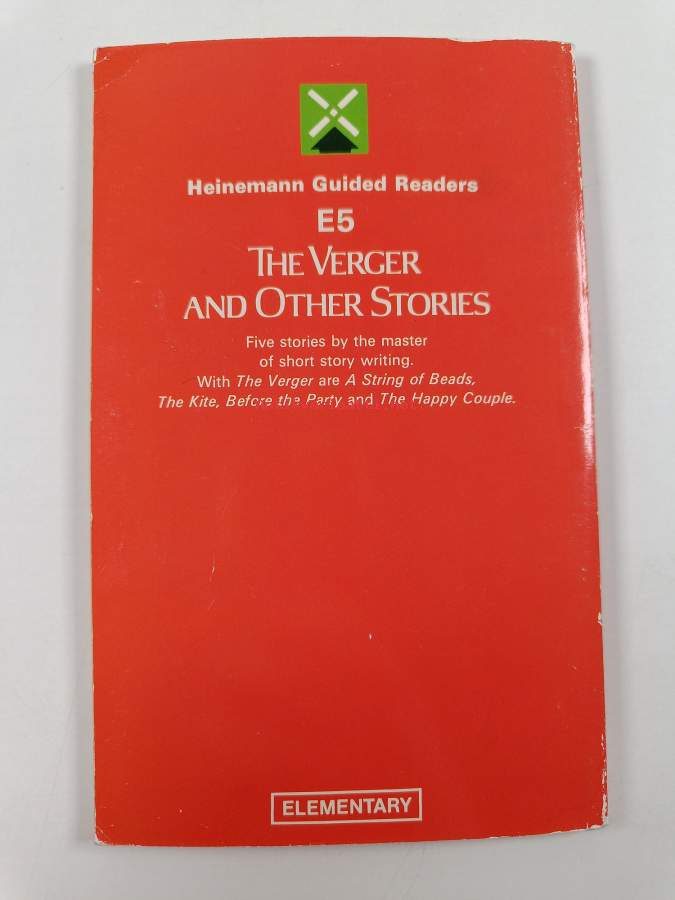 Heinemann Guided Readers
E5
THE VERGER
AND OTHER STORIES
Five stories by the master
of short story writing.
With The Verger are A String of Beads,
The Kite, Before the Party and The Happy Couple.
ELEMENTARY